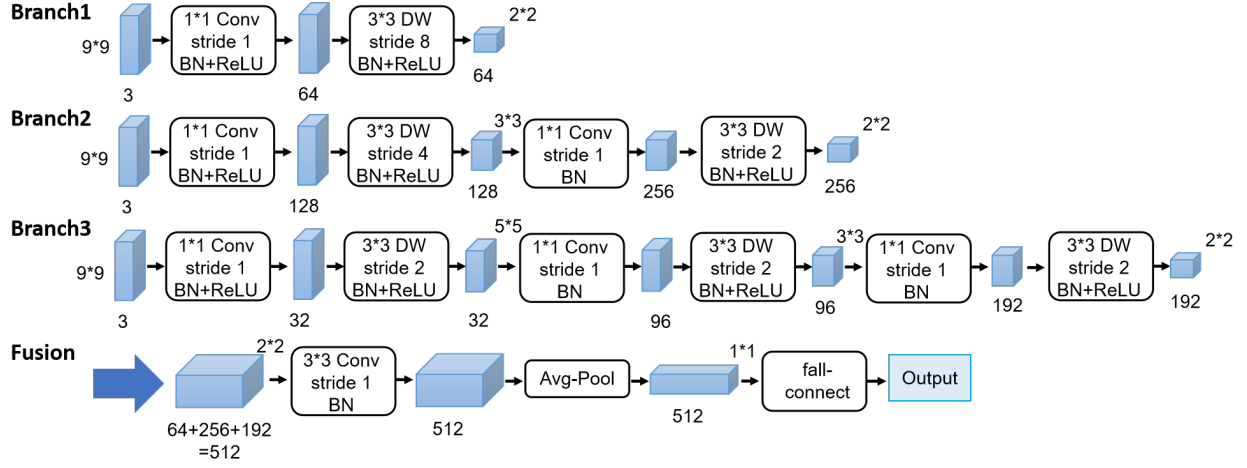 Branch1
9*9
3
1*1 Conv
stride 1
BN+ReLU
64
3*3 DW
stride 8
BN+ReLU
2*2
64
Branch2
9*9
3
1*1 Conv
stride 1
BN+ReLU
128
3*3 DW
stride 4
BN+ReLU
3*3
128
1*1 Conv
stride 1
BN
256
3*3 DW
stride 2
BN+ReLU
2*2
256
Branch3
9*9
3
1*1 Conv
stride 1
BN+ReLU
32
3*3 DW
stride 2
BN+ReLU
5*5
32
1*1 Conv
stride 1
BN
96
3*3 DW
stride 2
BN+ReLU
3*3
96
1*1 Conv
stride 1
BN
192
3*3 DW
stride 2
BN+ReLU
2*2
192
Fusion
64+256+192
=512
2*2
3*3 Conv
stride 1
BN
512
Avg-Pool
512
1*1
fall-
connect
Output